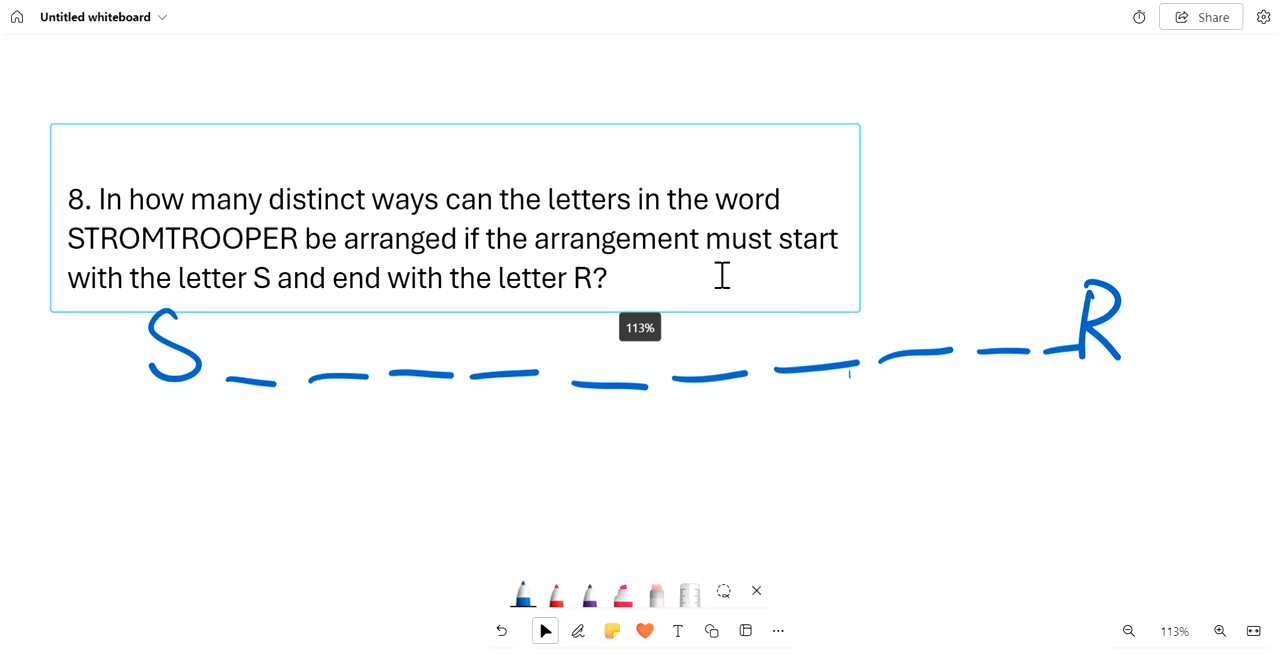 Untitled whiteboard
Share
8. In how many distinct ways can the letters in the word
STROMTROOPER be arranged if the arrangement must start
with the letter S and end with the letter R?
113%
S _ _ _ _ _ _ _ _ _ _ R
T
113%